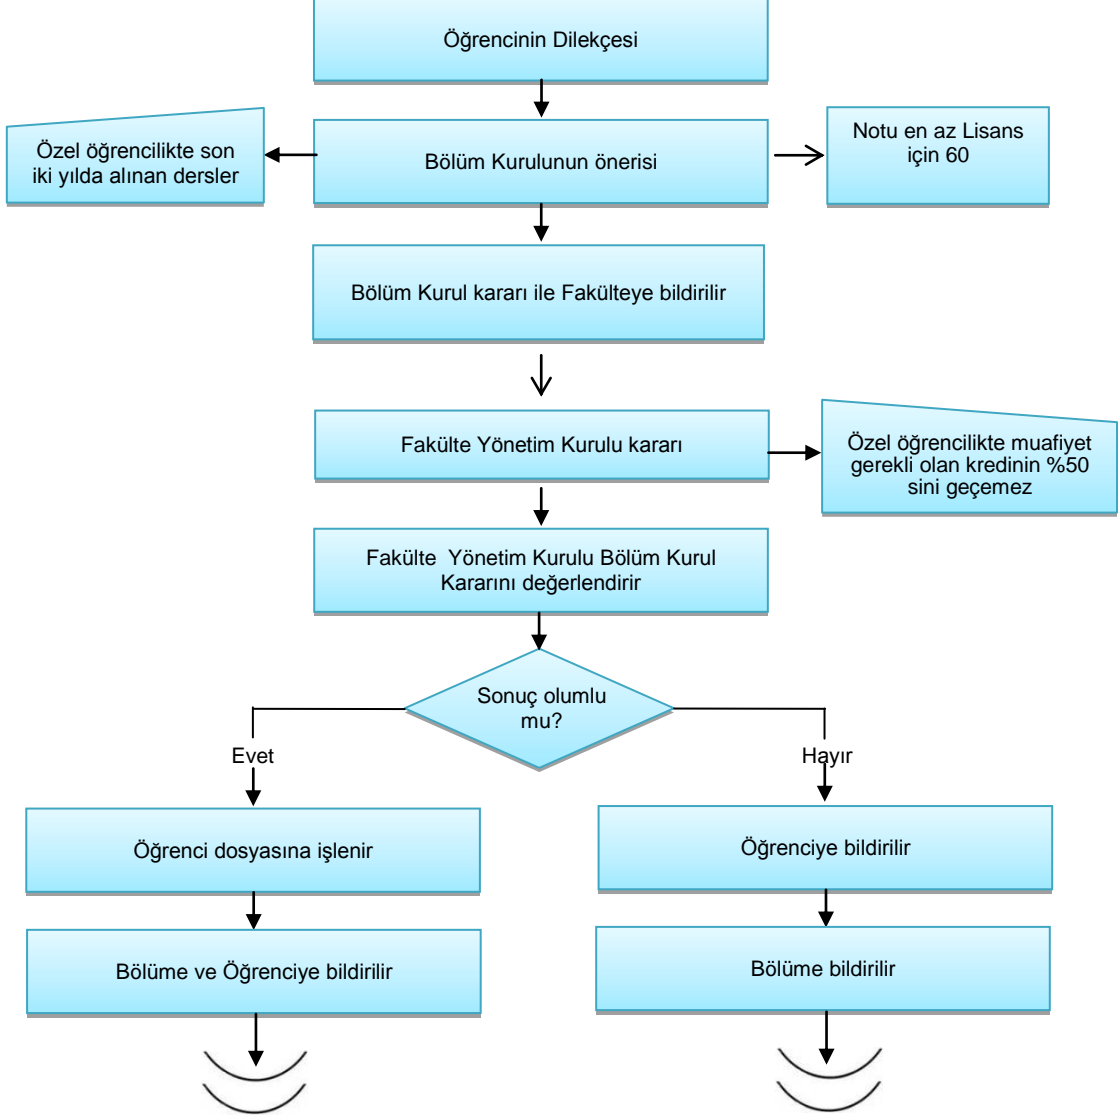 Öğrencinin Dilekçesi
Özel öğrencilikte son
iki yılda alınan dersler
Bölüm Kurulunun önerisi
Notu en az Lisans
için 60
Bölüm Kurul kararı ile Fakülteye bildirilir
Fakülte Yönetim Kurulu kararı
Özel öğrencilikte muafiyet
gerekli olan kredinin %50
sini geçemez
Fakülte Yönetim Kurulu Bölüm Kurul
Kararını değerlendirir
Sonuç olumlu
mu?
Evet
Hayır
Öğrenci dosyasına işlenir
Öğrenciye bildirilir
Bölüme ve Öğrenciye bildirilir
Bölüme bildirilir